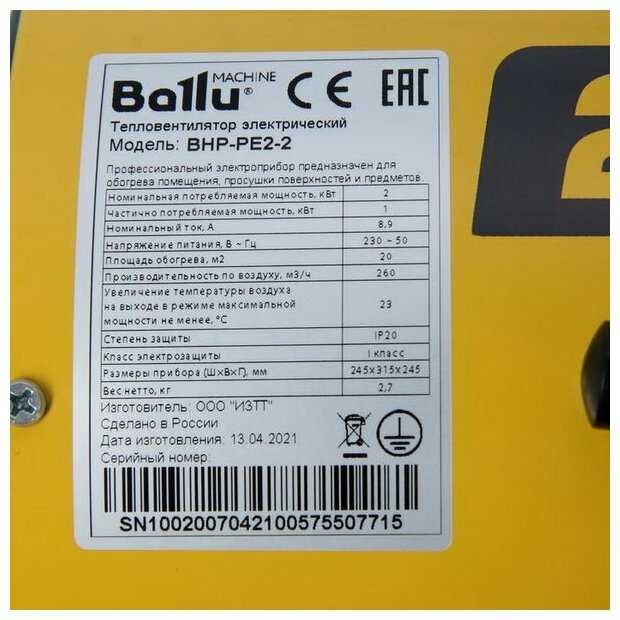 Ballu® MACHINE CE EAC
Тепловентилятор электрический
Модель: BHP-PE2-2
Профессиональный электроприбор предназначен для
обогрева помещения, просушки поверхностей и предметов.
Номинальная потребляемая мощность, кВт 2
Частично потребляемая мощность, кВт 1
Номинальный ток, А 8,9
Напряжение питания, В ~ Гц 230 ~ 50
Площадь обогрева, м2 20
Производительность по воздуху, м3/ч 260
Увеличение температуры воздуха
на выходе в режиме максимальной 23
мощности не менее, °С
Степень защиты IP20
Класс электрозащиты I класс
Размеры прибора (Ш×В×Г), мм 245x315x245
Вес нетто, кг 2,7
Изготовитель: ООО "ИЗТТ"
Сделано в России
Дата изготовления: 13.04.2021
Серийный номер:
SN1002007042100575507715